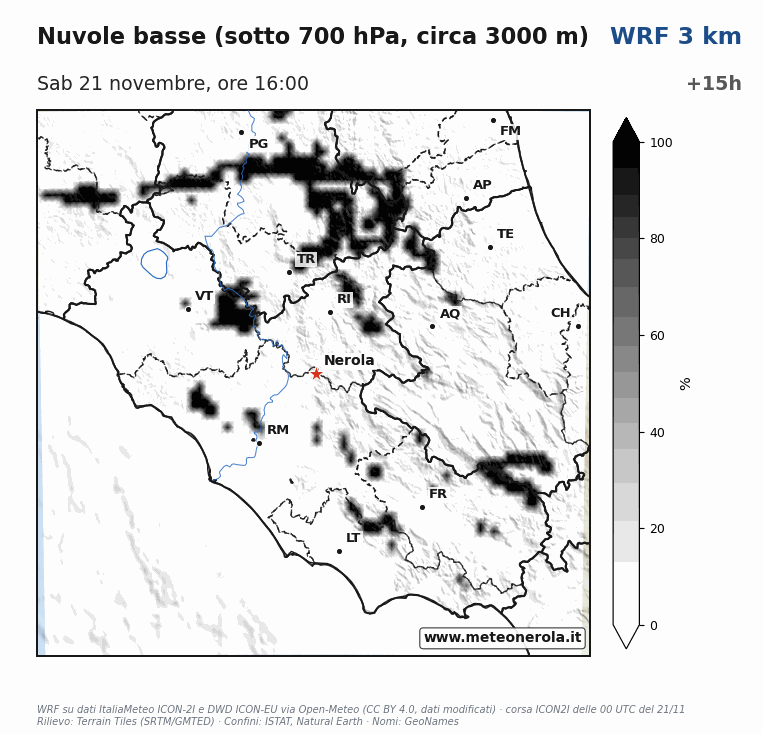 Nuvole basse (sotto 700 hPa, circa 3000 m) WRF 3 km
Sab 21 novembre, ore 16:00 +15h
FM
PG
AP
TE
TR
VT
RI
AQ
CH
Nerola
RM
FR
LT
100
80
60
40
20
0
%
www.meteonerola.it
WRF su dati ItaliaMeteo ICON-2I e DWD ICON-EU via Open-Meteo (CC BY 4.0, dati modificati) · corsa ICON2I delle 00 UTC del 21/11
Rilievo: Terrain Tiles (SRTM/GMTED) · Confini: ISTAT, Natural Earth · Nomi: GeoNames